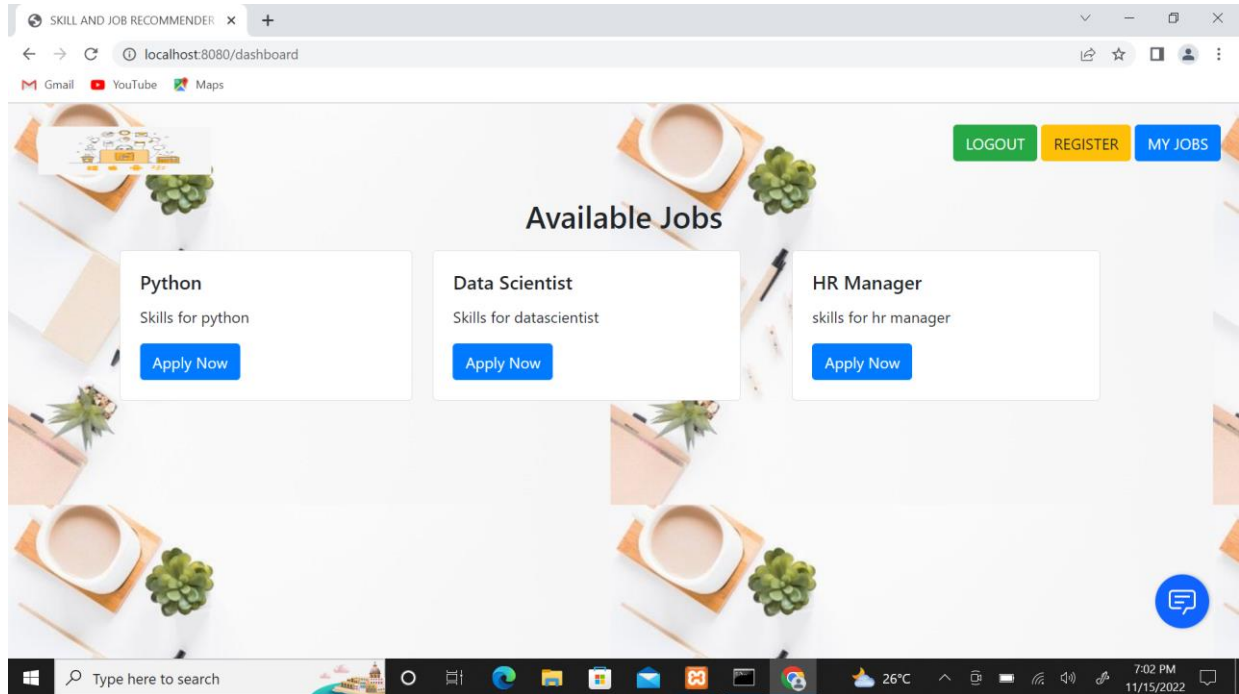 SKILL AND JOB RECOMMENDER
localhost:8080/dashboard
Gmail YouTube Maps
LOGOUT REGISTER MY JOBS
Available Jobs
Python Data Scientist HR Manager
Skills for python Skills for datascientist skills for hr manager
Apply Now Apply Now Apply Now
Type here to search 26°C 7:02 PM
11/15/2022